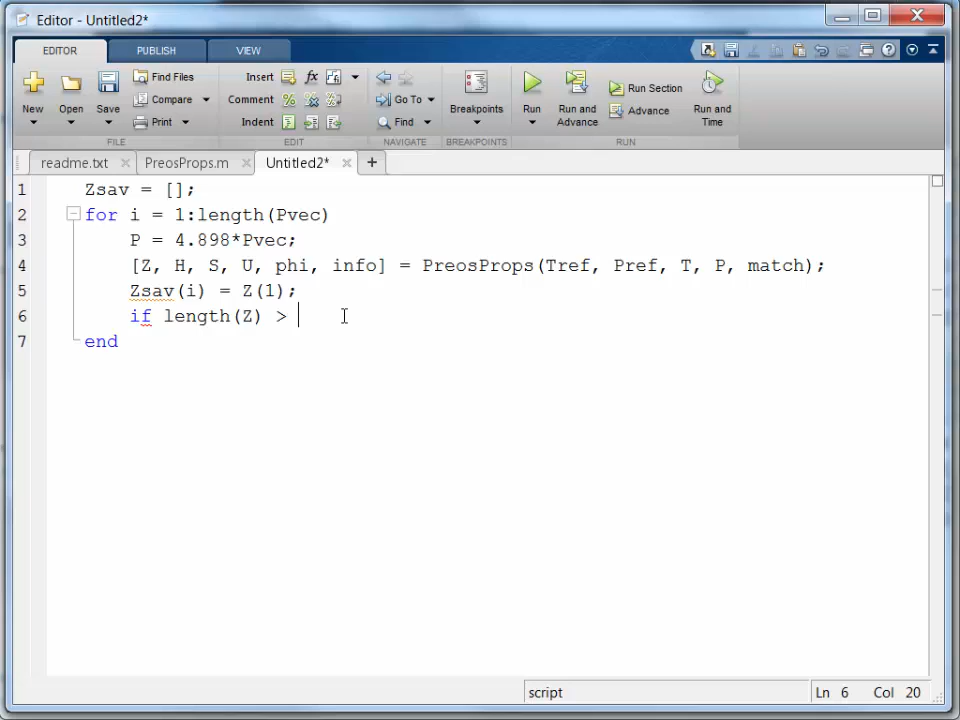 Editor - Untitled2*
EDITOR PUBLISH VIEW
New Open Save Find Files Compare Print
Insert fx Comment Indent
Go To Find
Breakpoints
Run Run and Advance Run Section Advance Run and Time
FILE EDIT NAVIGATE BREAKPOINTS RUN
readme.txt PreosProps.m Untitled2* +
1 Zsav = [];
2 for i = 1:length(Pvec)
3 P = 4.898*Pvec;
4 [Z, H, S, U, phi, info] = PreosProps(Tref, Pref, T, P, match);
5 Zsav(i) = Z(1);
6 if length(Z) >
7 end
script Ln 6 Col 20